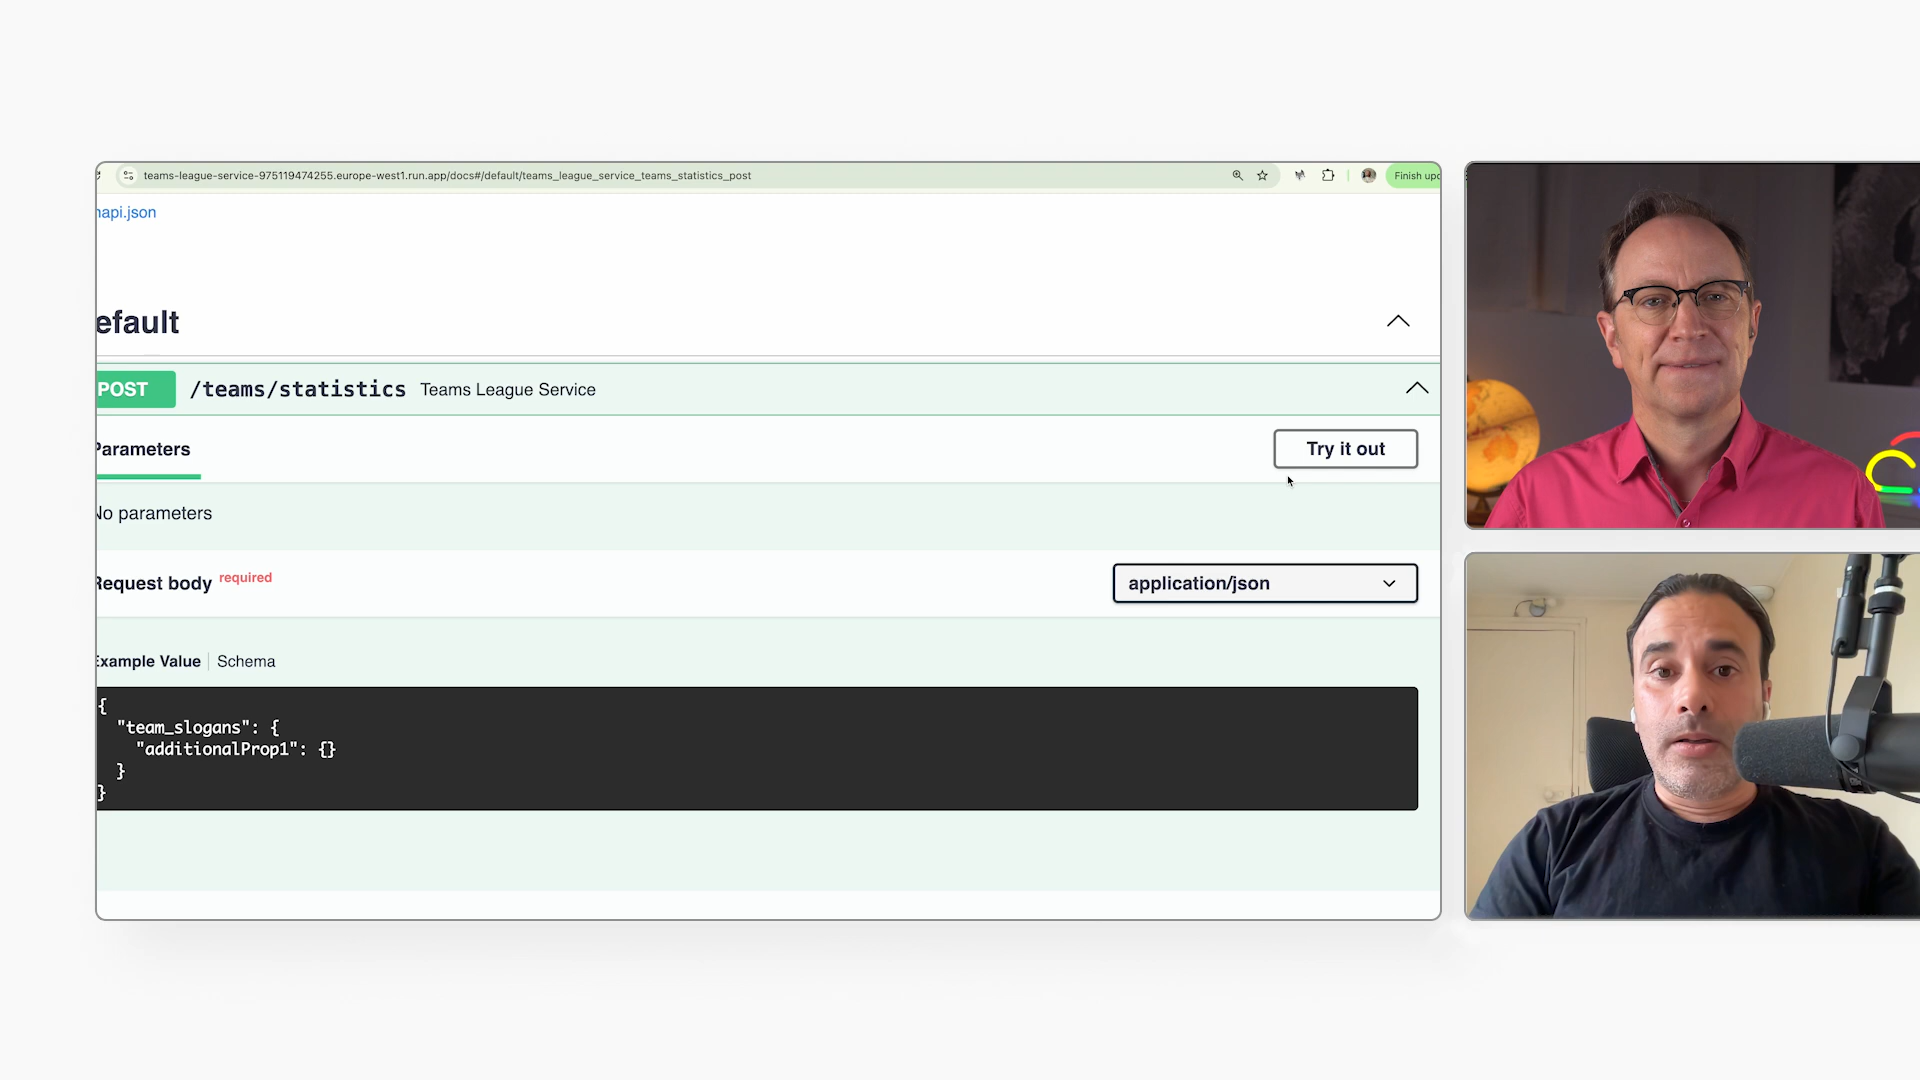 teams-league-service-975119474255.europe-west1.run.app/docs#/default/teams_league_service_teams_statistics_post
Finish upd
napi.json
efault
POST /teams/statistics Teams League Service
Parameters
Try it out
No parameters
Request body required
application/json
Example Value Schema
{
"team_slogans": {
"additionalProp1": {}
}
}